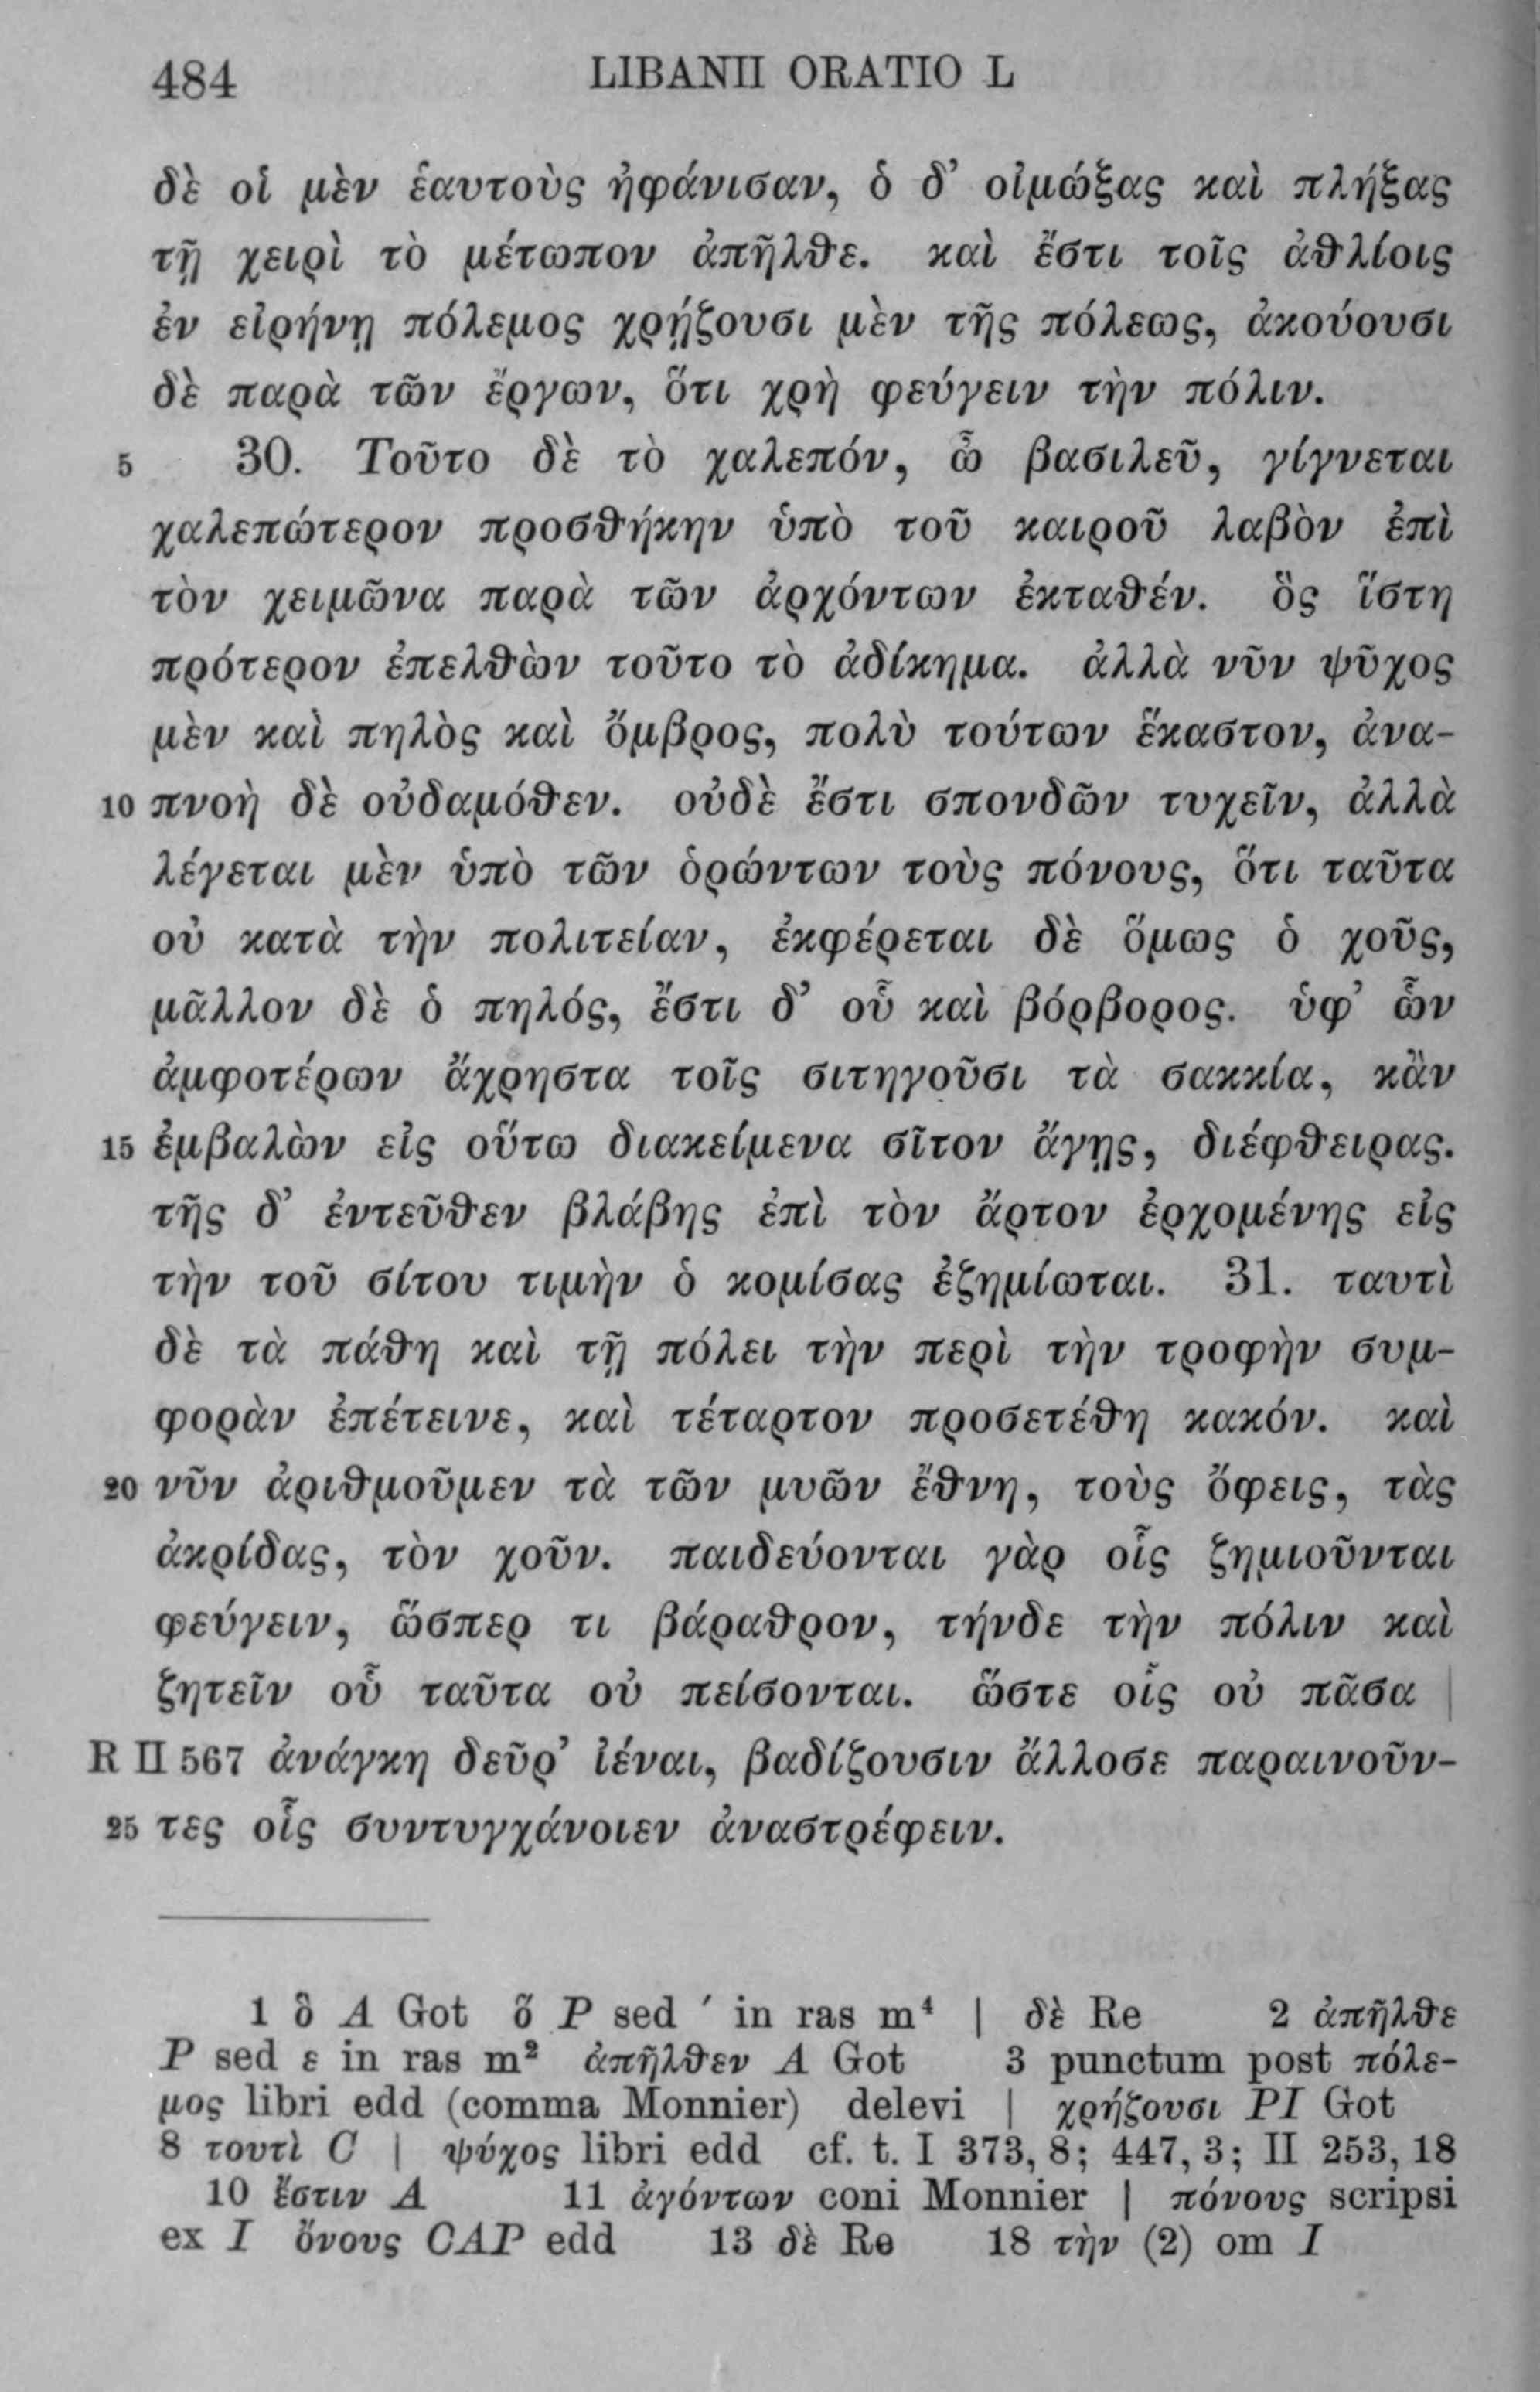 484 LIBANII ORATIO L
δὲ οἱ μὲν ἑαυτοὺς ἠφάνισαν, ὁ δ’ οἰμώξας καὶ πλήξας
τῇ χειρὶ τὸ μέτωπον ἀπῆλθε. καὶ ἔστι τοῖς ἀθλίοις
ἐν εἰρήνῃ πόλεμος χρῄζουσι μὲν τῆς πόλεως, ἀκούουσι
δὲ παρὰ τῶν ἔργων, ὅτι χρὴ φεύγειν τὴν πόλιν.
5 30. Τοῦτο δὲ τὸ χαλεπόν, ὦ βασιλεῦ, γίγνεται
χαλεπώτερον προσθήκην ὑπὸ τοῦ καιροῦ λαβὸν ἐπὶ
τὸν χειμῶνα παρὰ τῶν ἀρχόντων ἐκταθέν. ὃς ἵστη
πρότερον ἐπελθὼν τοῦτο τὸ ἀδίκημα. ἀλλὰ νῦν ψῦχος
μὲν καὶ πηλὸς καὶ ὄμβρος, πολὺ τούτων ἕκαστον, ἀνα-
10 πνοὴ δὲ οὐδαμόθεν. οὐδὲ ἔστι σπονδῶν τυχεῖν, ἀλλὰ
λέγεται μὲν ὑπὸ τῶν ὁρώντων τοὺς πόνους, ὅτι ταῦτα
οὐ κατὰ τὴν πολιτείαν, ἐκφέρεται δὲ ὅμως ὁ χοῦς,
μᾶλλον δὲ ὁ πηλός, ἔστι δ’ οὗ καὶ βόρβορος. ὑφ’ ὧν
ἀμφοτέρων ἄχρηστα τοῖς σιτηγοῦσι τὰ σακκία, κἂν
15 ἐμβαλὼν εἰς οὕτω διακείμενα σῖτον ἄγῃς, διέφθειρας.
τῆς δ’ ἐντεῦθεν βλάβης ἐπὶ τὸν ἄρτον ἐρχομένης εἰς
τὴν τοῦ σίτου τιμὴν ὁ κομίσας ἐζημίωται. 31. ταυτὶ
δὲ τὰ πάθη καὶ τῇ πόλει τὴν περὶ τὴν τροφὴν συμ-
φορὰν ἐπέτεινε, καὶ τέταρτον προσετέθη κακόν. καὶ
20 νῦν ἀριθμοῦμεν τὰ τῶν μυῶν ἔθνη, τοὺς ὄφεις, τὰς
ἀκρίδας, τὸν χοῦν. παιδεύονται γὰρ οἷς ζημιοῦνται
φεύγειν, ὥσπερ τι βάραθρον, τήνδε τὴν πόλιν καὶ
ζητεῖν οὗ ταῦτα οὐ πείσονται. ὥστε οἷς οὐ πᾶσα |
R II 567 ἀνάγκη δεῦρ’ ἰέναι, βαδίζουσιν ἄλλοσε παραινοῦν-
25 τες οἷς συντυγχάνοιεν ἀναστρέφειν.
1 ὃ A Got ὅ P sed ′ in ras m⁴ | δὲ Re 2 ἀπῆλθε
P sed ε in ras m² ἀπῆλθεν A Got 3 punctum post πόλε-
μος libri edd (comma Monnier) delevi | χρήζουσι PI Got
8 τουτὶ C | ψύχος libri edd cf. t. I 373, 8; 447, 3; II 253, 18
10 ἔστιν A 11 ἀγόντων coni Monnier | πόνους scripsi
ex I ὄνους CAP edd 13 δὲ Re 18 τὴν (2) om I